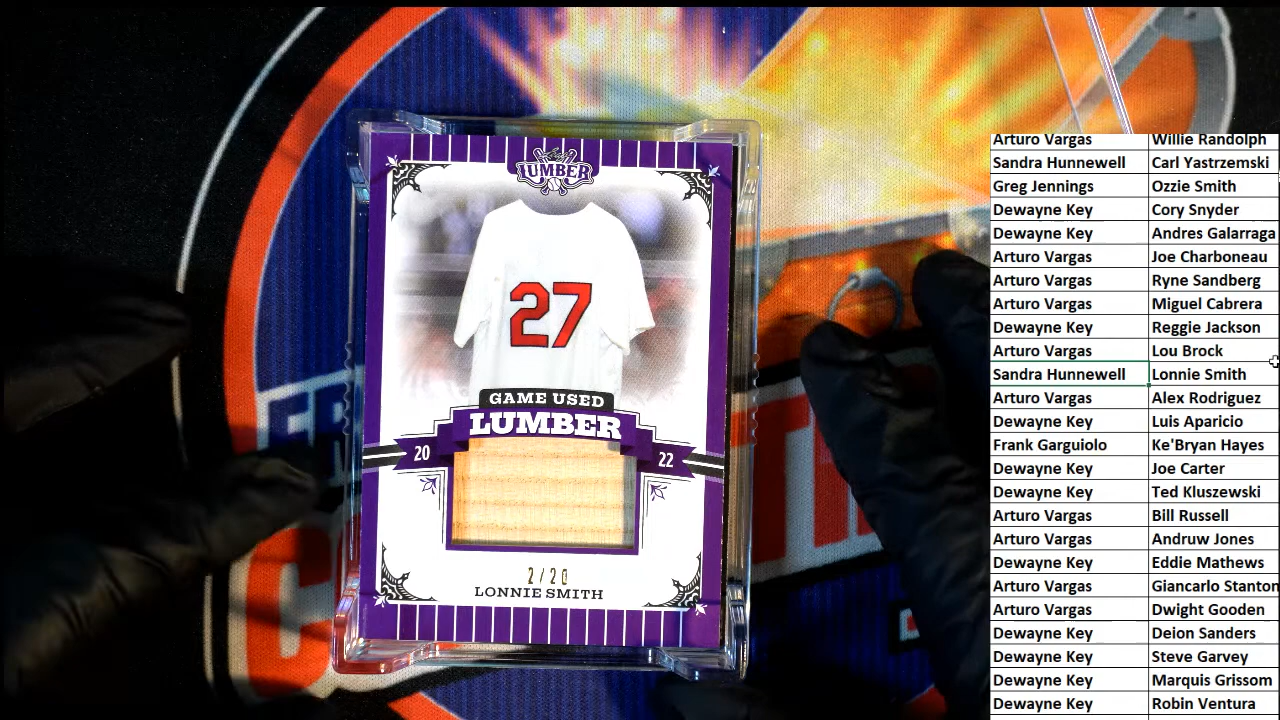 Leaf
LUMBER
27
GAME USED
LUMBER
20 22
2/20
LONNIE SMITH
Arturo Vargas Willie Randolph
Sandra Hunnewell Carl Yastrzemski
Greg Jennings Ozzie Smith
Dewayne Key Cory Snyder
Dewayne Key Andres Galarraga
Arturo Vargas Joe Charboneau
Arturo Vargas Ryne Sandberg
Arturo Vargas Miguel Cabrera
Dewayne Key Reggie Jackson
Arturo Vargas Lou Brock
Sandra Hunnewell Lonnie Smith
Arturo Vargas Alex Rodriguez
Dewayne Key Luis Aparicio
Frank Garguiolo Ke'Bryan Hayes
Dewayne Key Joe Carter
Dewayne Key Ted Kluszewski
Arturo Vargas Bill Russell
Arturo Vargas Andruw Jones
Dewayne Key Eddie Mathews
Arturo Vargas Giancarlo Stanton
Arturo Vargas Dwight Gooden
Dewayne Key Deion Sanders
Dewayne Key Steve Garvey
Dewayne Key Marquis Grissom
Dewayne Key Robin Ventura